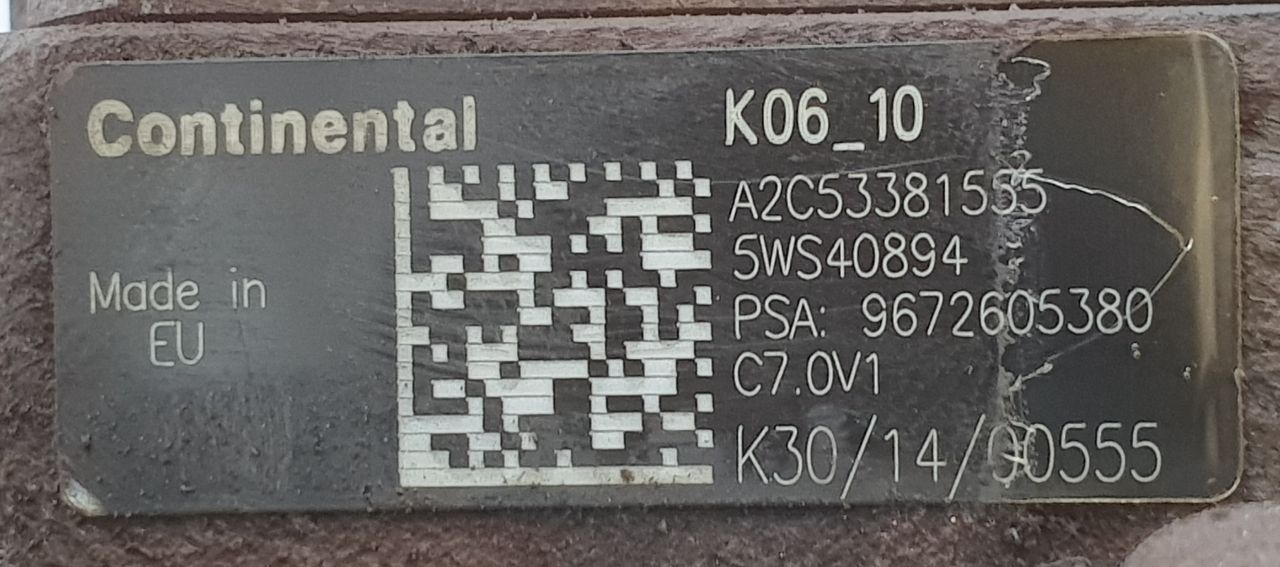 Continental
K06_10
A2C53381555
5WS40894
PSA: 9672605380
C7.0V1
K30/14/00555
Made in
EU